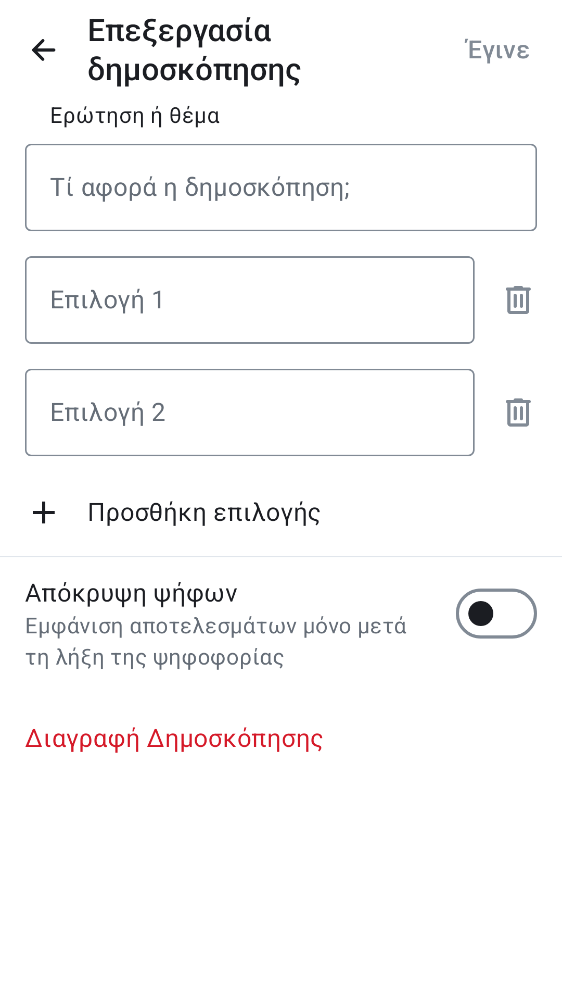 Επεξεργασία
δημοσκόπησης
Έγινε
Ερώτηση ή θέμα
Τί αφορά η δημοσκόπηση;
Επιλογή 1
Επιλογή 2
Προσθήκη επιλογής
Απόκρυψη ψήφων
Εμφάνιση αποτελεσμάτων μόνο μετά
τη λήξη της ψηφοφορίας
Διαγραφή Δημοσκόπησης